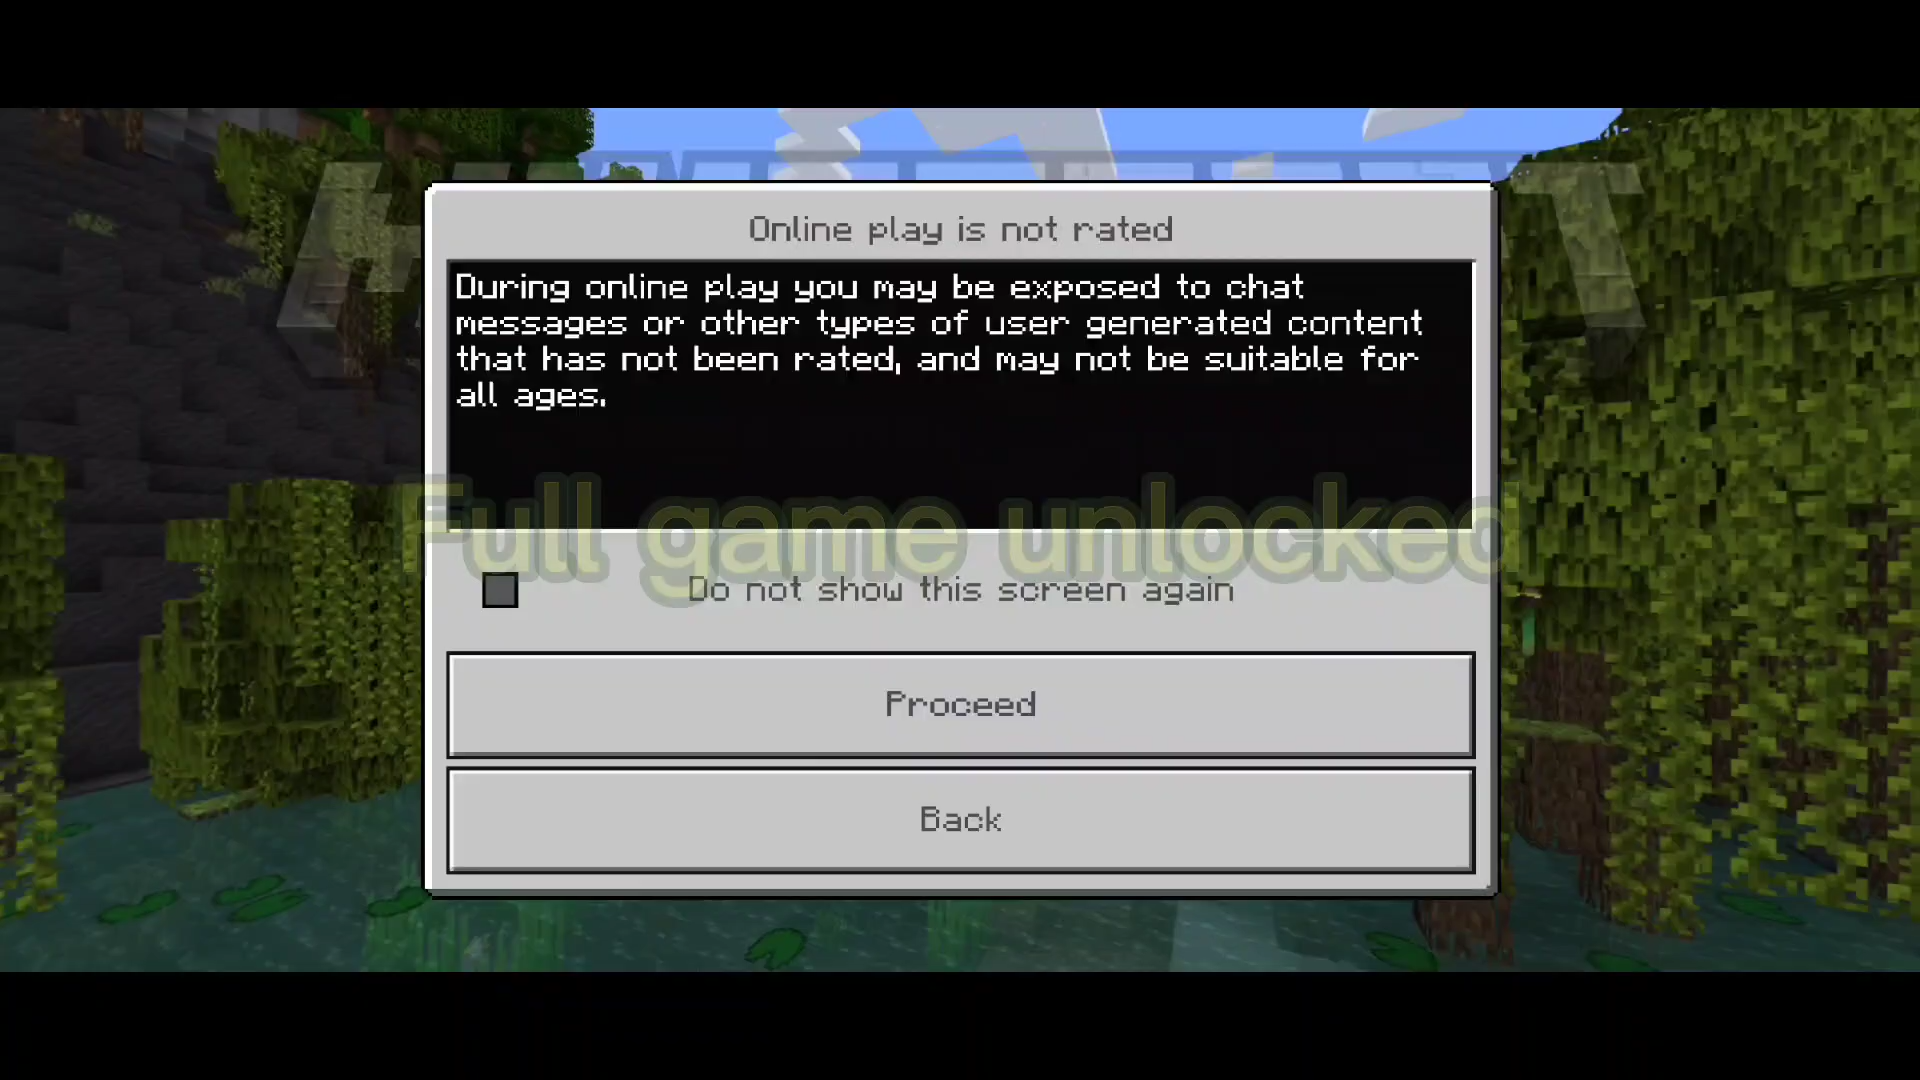 Online play is not rated
During online play you may be exposed to chat
messages or other types of user generated content
that has not been rated, and may not be suitable for
all ages.
Full game unlocked
Do not show this screen again
Proceed
Back